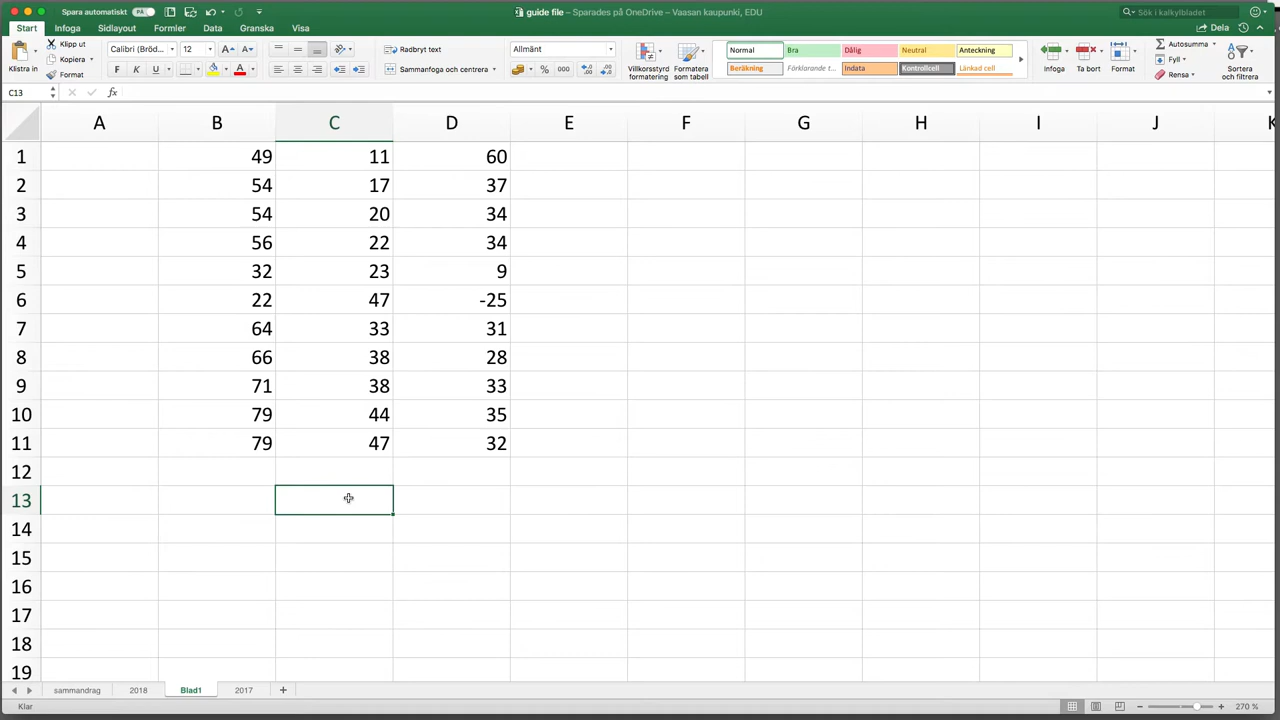 Spara automatiskt PÅ guide file – Sparades på OneDrive – Vaasan kaupunki, EDU Sök i kalkylbladet
Start Infoga Sidlayout Formler Data Granska Visa Dela
Klistra in Klipp ut Kopiera Format
Calibri (Bröd... 12 A A
F K U A
Radbryt text
Sammanfoga och centrera
Allmänt
% 000
Villkorsstyrd formatering
Formatera som tabell
Normal Bra Dålig Neutral Anteckning
Beräkning Förklarande t... Indata Kontrollcell Länkad cell
Infoga Ta bort Format
Autosumma
Fyll
Rensa
Sortera och filtrera
C13 fx
A B C D E F G H I J K
1 49 11 60
2 54 17 37
3 54 20 34
4 56 22 34
5 32 23 9
6 22 47 -25
7 64 33 31
8 66 38 28
9 71 38 33
10 79 44 35
11 79 47 32
12
13
14
15
16
17
18
19
sammandrag 2018 Blad1 2017 +
Klar 270 %